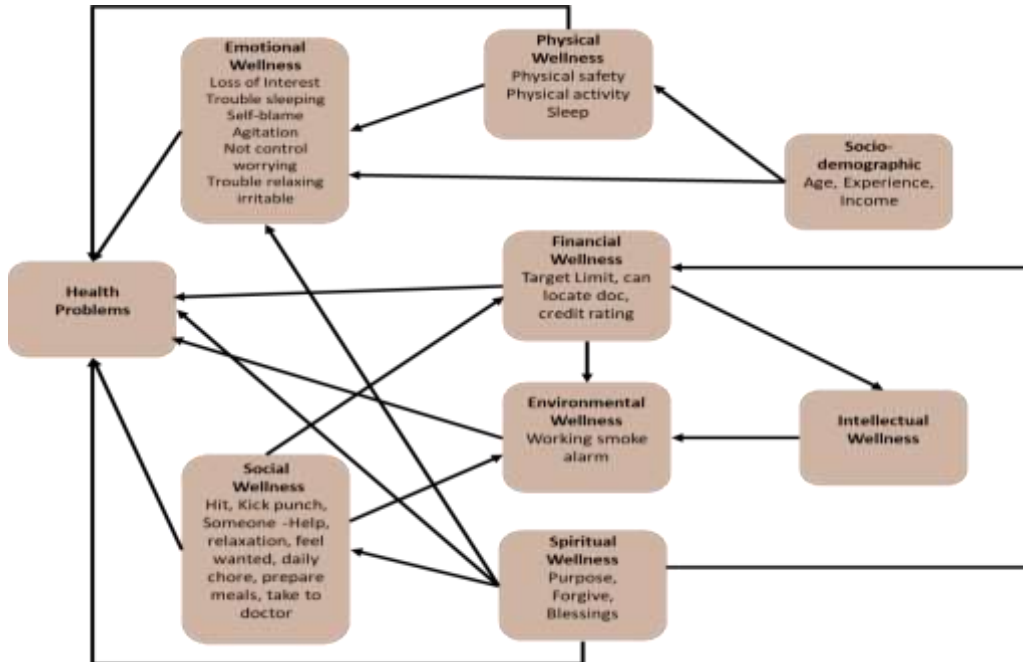 Emotional
Wellness
Loss of Interest
Trouble sleeping
Self-blame
Agitation
Not control
worrying
Trouble relaxing
irritable
Physical
Wellness
Physical safety
Physical activity
Sleep
Socio-
demographic
Age, Experience,
Income
Health
Problems
Financial
Wellness
Target Limit, can
locate doc,
credit rating
Environmental
Wellness
Working smoke
alarm
Intellectual
Wellness
Social
Wellness
Hit, Kick punch,
Someone -Help,
relaxation, feel
wanted, daily
chore, prepare
meals, take to
doctor
Spiritual
Wellness
Purpose,
Forgive,
Blessings